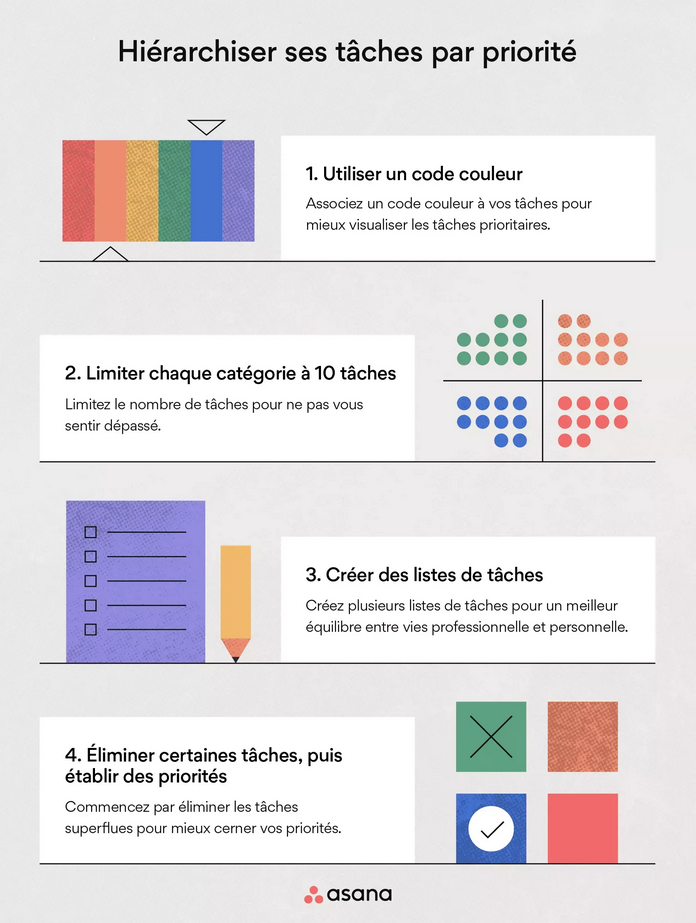 Hiérarchiser ses tâches par priorité
1. Utiliser un code couleur
Associez un code couleur à vos tâches pour
mieux visualiser les tâches prioritaires.
2. Limiter chaque catégorie à 10 tâches
Limitez le nombre de tâches pour ne pas vous
sentir dépassé.
3. Créer des listes de tâches
Créez plusieurs listes de tâches pour un meilleur
équilibre entre vies professionnelle et personnelle.
4. Éliminer certaines tâches, puis
établir des priorités
Commencez par éliminer les tâches
superflues pour mieux cerner vos priorités.
asana